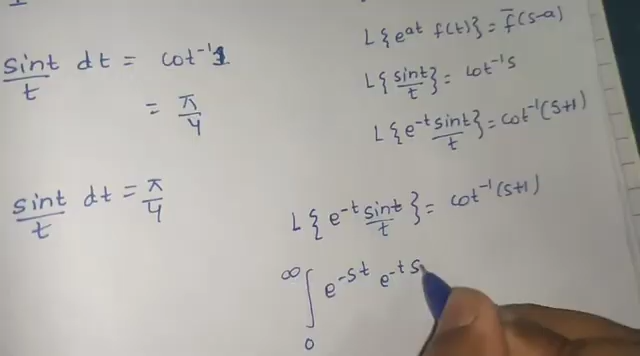 sint/t dt = cot⁻¹1
= π/4
sint/t dt = π/4
L{e^at f(t)} = f̄(s-a)
L{sint/t} = cot⁻¹s
L{e^-t sint/t} = cot⁻¹(s+1)
L{e^-t sint/t} = cot⁻¹(s+1)
∫₀^∞ e^-st e^-t s